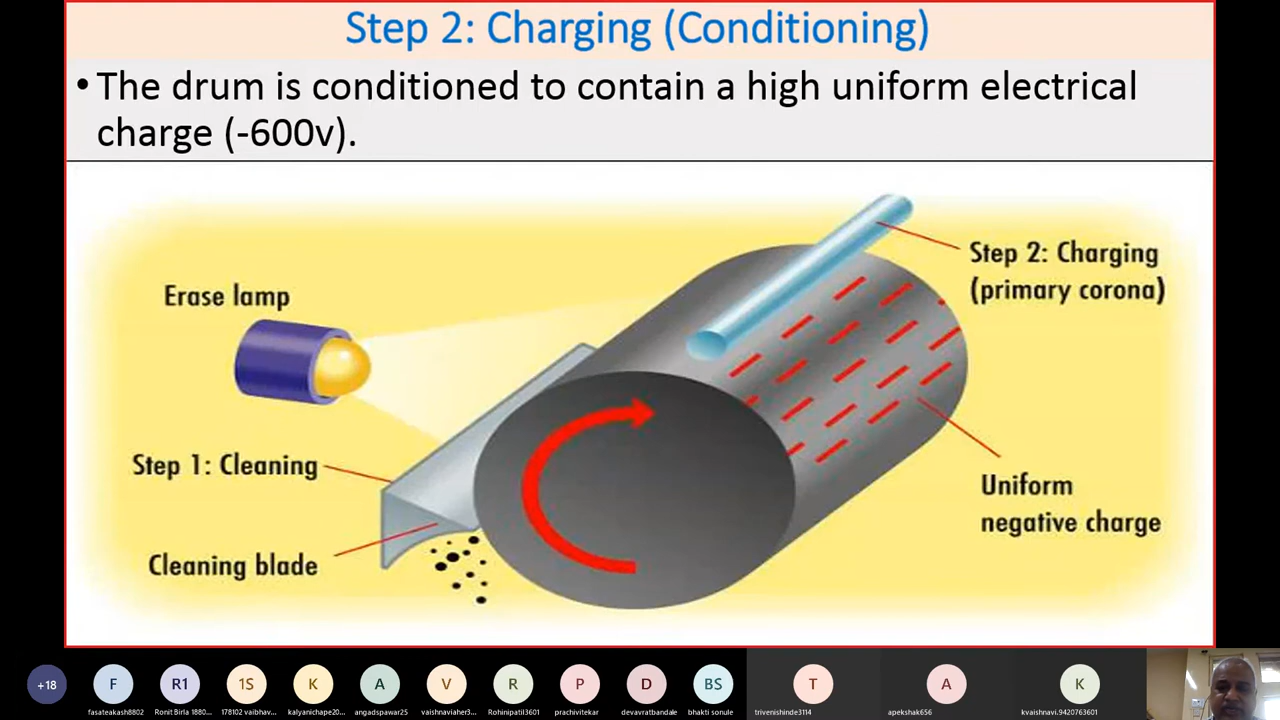 Step 2: Charging (Conditioning)
• The drum is conditioned to contain a high uniform electrical
charge (-600v).
Step 2: Charging
(primary corona)
Erase lamp
Step 1: Cleaning
Uniform
negative charge
Cleaning blade
+18
F
R1
1S
K
A
V
R
P
D
BS
T
A
K
fasateakash8802
Ronit Birla 1880...
178102 vaibhav...
kalyanichape20...
angadspawar25
vaishnaviaher3...
Rohinipatil3601
prachivitekar
devavratbandale
bhakti sonule
trivenishinde3114
apekshak656
kvaishnavi.9420763601